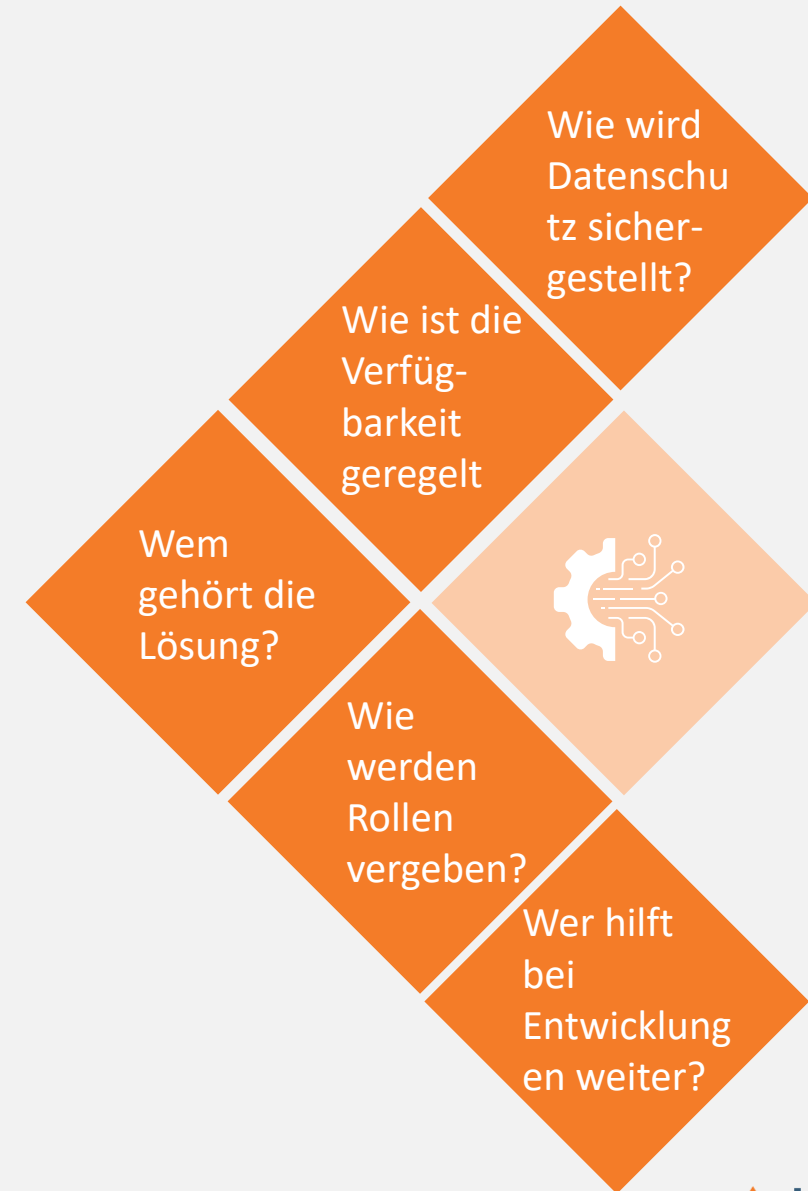 Wie wird
Datenschu
tz sicher-
gestellt?
Wie ist die
Verfüg-
barkeit
geregelt
Wem
gehört die
Lösung?
Wie
werden
Rollen
vergeben?
Wer hilft
bei
Entwicklung
en weiter?